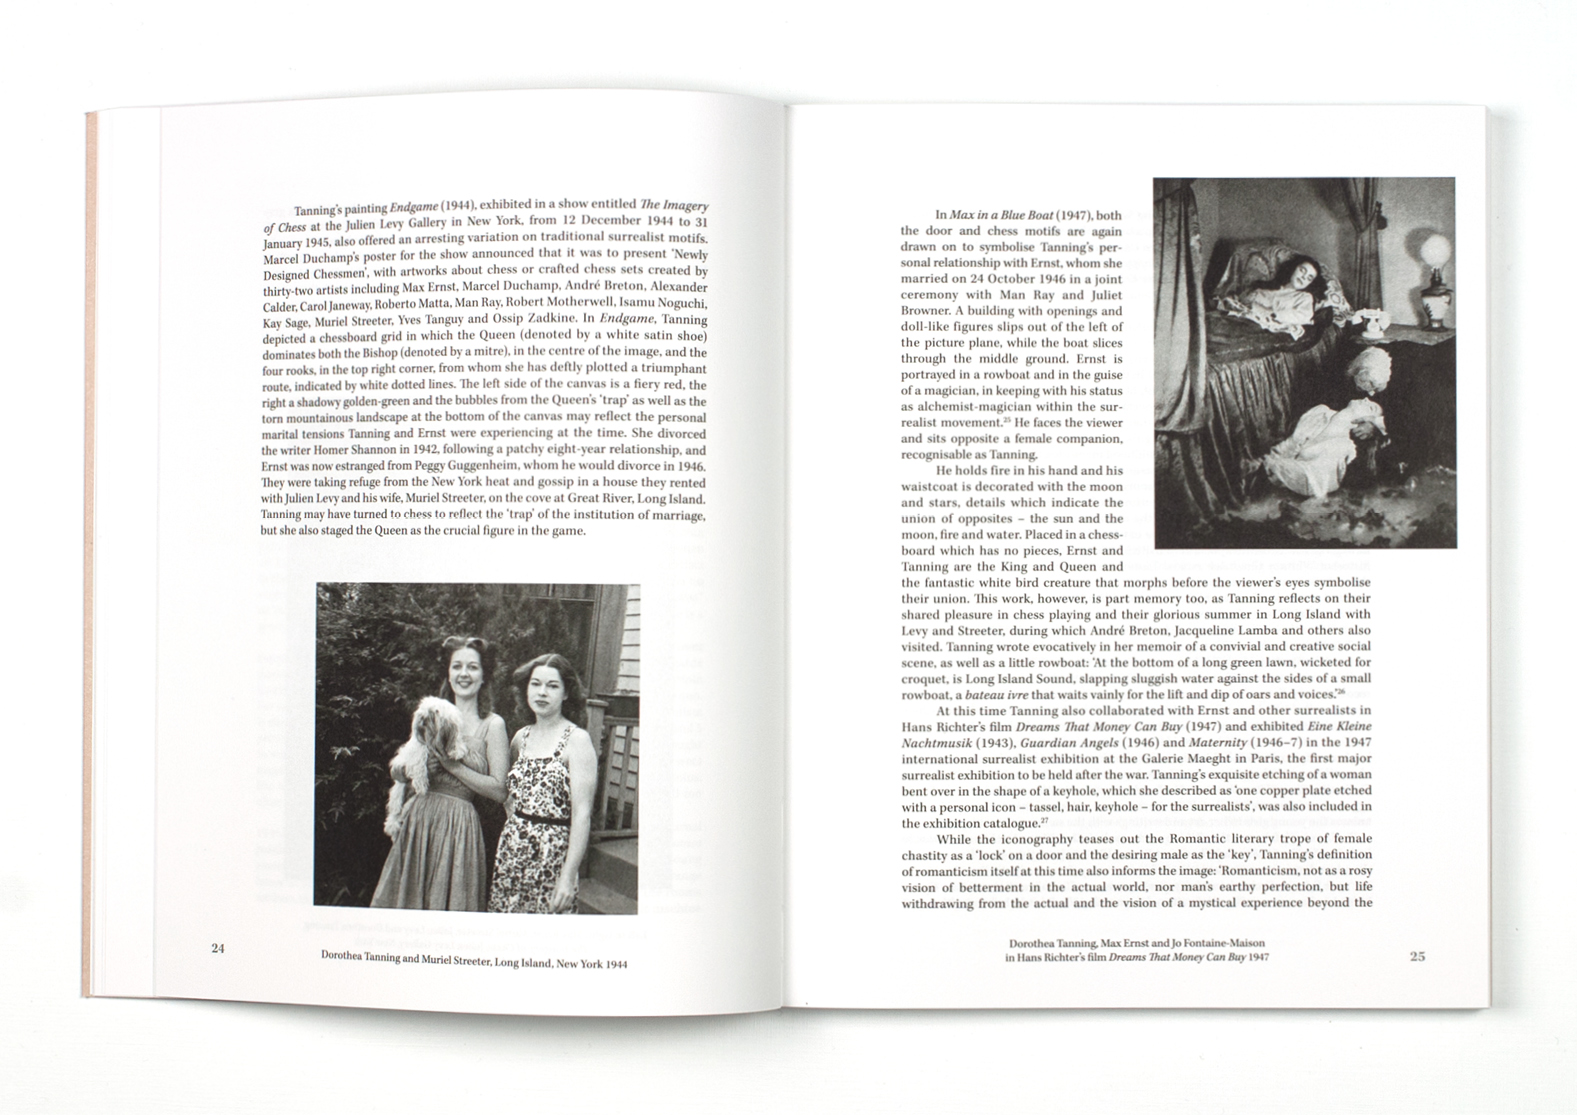 Tanning's painting Endgame (1944), exhibited in a show entitled The Imagery
of Chess at the Julien Levy Gallery in New York, from 12 December 1944 to 31
January 1945, also offered an arresting variation on traditional surrealist motifs.
Marcel Duchamp's poster for the show announced that it was to present 'Newly
Designed Chessmen', with artworks about chess or crafted chess sets created by
thirty-two artists including Max Ernst, Marcel Duchamp, André Breton, Alexander
Calder, Carol Janeway, Roberto Matta, Man Ray, Robert Motherwell, Isamu Noguchi,
Kay Sage, Muriel Streeter, Yves Tanguy and Ossip Zadkine. In Endgame, Tanning
depicted a chessboard grid in which the Queen (denoted by a white satin shoe)
dominates both the Bishop (denoted by a mitre), in the centre of the image, and the
four rooks, in the top right corner, from whom she has deftly plotted a triumphant
route, indicated by white dotted lines. The left side of the canvas is a fiery red, the
right a shadowy golden-green and the bubbles from the Queen's 'trap' as well as the
torn mountainous landscape at the bottom of the canvas may reflect the personal
marital tensions Tanning and Ernst were experiencing at the time. She divorced
the writer Homer Shannon in 1942, following a patchy eight-year relationship, and
Ernst was now estranged from Peggy Guggenheim, whom he would divorce in 1946.
They were taking refuge from the New York heat and gossip in a house they rented
with Julien Levy and his wife, Muriel Streeter, on the cove at Great River, Long Island.
Tanning may have turned to chess to reflect the 'trap' of the institution of marriage,
but she also staged the Queen as the crucial figure in the game.
24
Dorothea Tanning and Muriel Streeter, Long Island, New York 1944
In Max in a Blue Boat (1947), both
the door and chess motifs are again
drawn on to symbolise Tanning's per-
sonal relationship with Ernst, whom she
married on 24 October 1946 in a joint
ceremony with Man Ray and Juliet
Browner. A building with openings and
doll-like figures slips out of the left of
the picture plane, while the boat slices
through the middle ground. Ernst is
portrayed in a rowboat and in the guise
of a magician, in keeping with his status
as alchemist-magician within the sur-
realist movement.²⁵ He faces the viewer
and sits opposite a female companion,
recognisable as Tanning.
He holds fire in his hand and his
waistcoat is decorated with the moon
and stars, details which indicate the
union of opposites – the sun and the
moon, fire and water. Placed in a chess-
board which has no pieces, Ernst and
Tanning are the King and Queen and
the fantastic white bird creature that morphs before the viewer's eyes symbolise
their union. This work, however, is part memory too, as Tanning reflects on their
shared pleasure in chess playing and their glorious summer in Long Island with
Levy and Streeter, during which André Breton, Jacqueline Lamba and others also
visited. Tanning wrote evocatively in her memoir of a convivial and creative social
scene, as well as a little rowboat: 'At the bottom of a long green lawn, wicketed for
croquet, is Long Island Sound, slapping sluggish water against the sides of a small
rowboat, a bateau ivre that waits vainly for the lift and dip of oars and voices.'²⁶
At this time Tanning also collaborated with Ernst and other surrealists in
Hans Richter's film Dreams That Money Can Buy (1947) and exhibited Eine Kleine
Nachtmusik (1943), Guardian Angels (1946) and Maternity (1946–7) in the 1947
international surrealist exhibition at the Galerie Maeght in Paris, the first major
surrealist exhibition to be held after the war. Tanning's exquisite etching of a woman
bent over in the shape of a keyhole, which she described as 'one copper plate etched
with a personal icon – tassel, hair, keyhole – for the surrealists', was also included in
the exhibition catalogue.²⁷
While the iconography teases out the Romantic literary trope of female
chastity as a 'lock' on a door and the desiring male as the 'key', Tanning's definition
of romanticism itself at this time also informs the image: 'Romanticism, not as a rosy
vision of betterment in the actual world, nor man's earthy perfection, but life
withdrawing from the actual and the vision of a mystical experience beyond the
Dorothea Tanning, Max Ernst and Jo Fontaine-Maison
in Hans Richter's film Dreams That Money Can Buy 1947
25